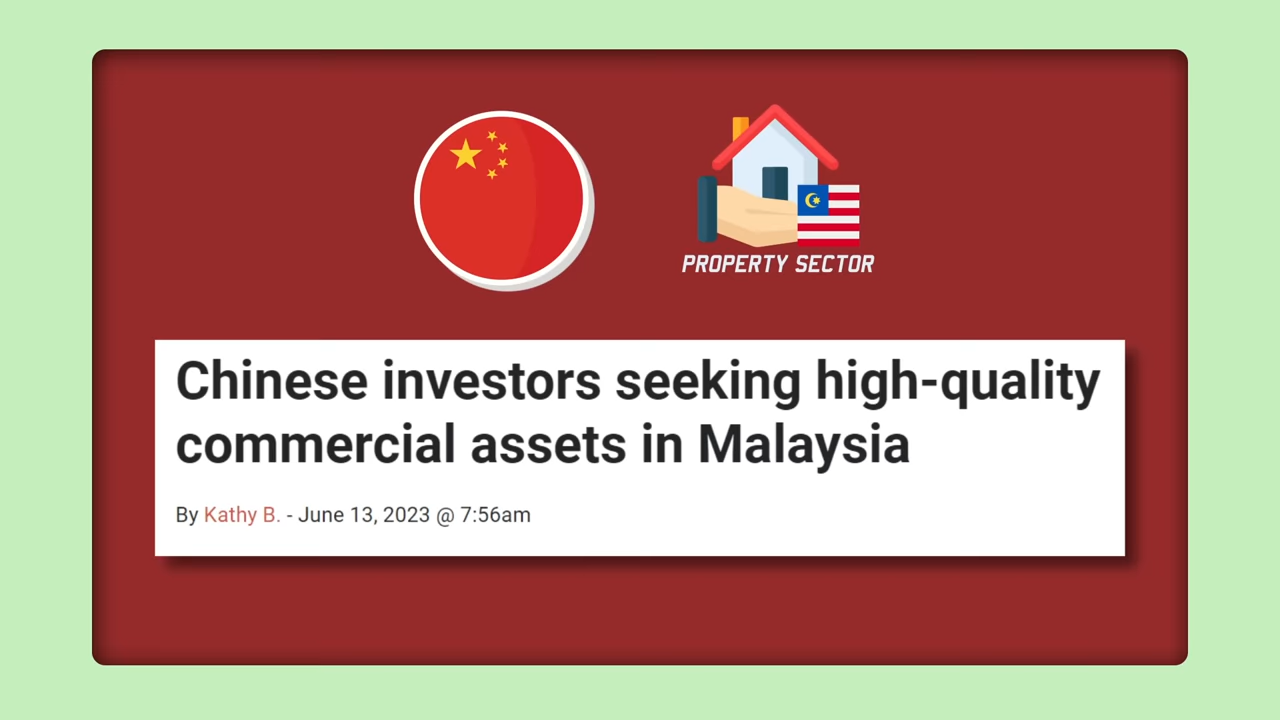 PROPERTY SECTOR
Chinese investors seeking high-quality
commercial assets in Malaysia
By Kathy B. - June 13, 2023 @ 7:56am